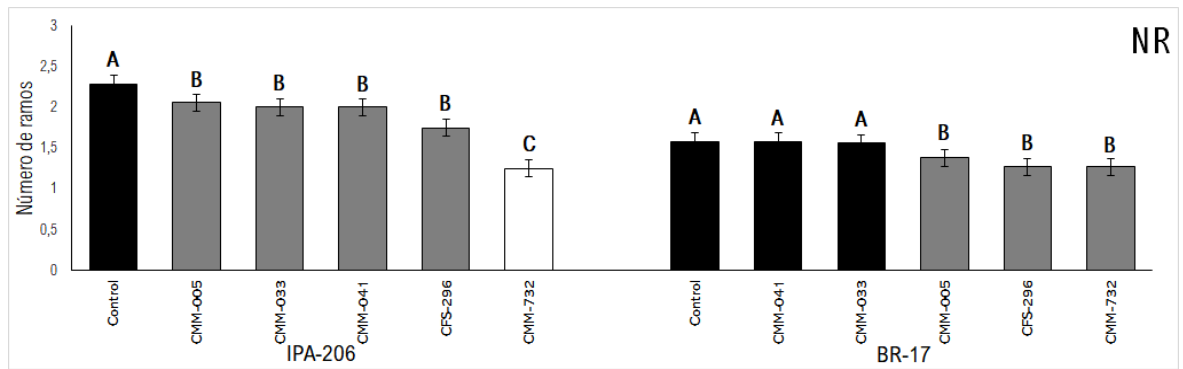 NR
Número de ramos
3
2,5
2
1,5
1
0,5
0
A
B
B
B
B
C
A
A
A
B
B
B
Control
CMM-005
CMM-033
CMM-041
CFS-296
CMM-732
Control
CMM-041
CMM-033
CMM-005
CFS-296
CMM-732
IPA-206
BR-17